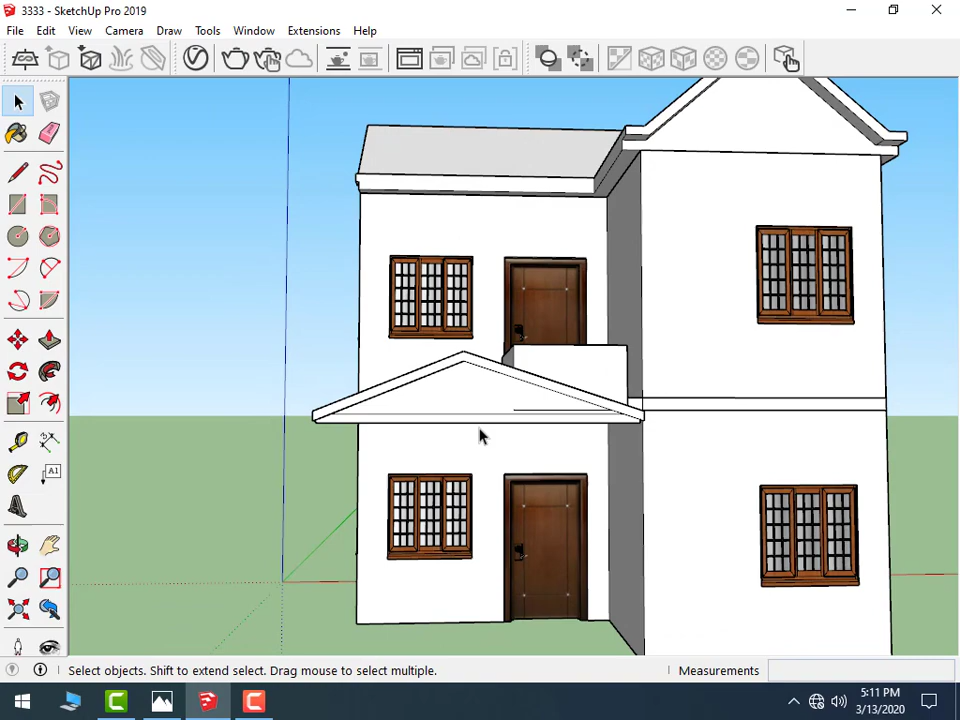 3333 - SketchUp Pro 2019
File Edit View Camera Draw Tools Window Extensions Help
A1
Select objects. Shift to extend select. Drag mouse to select multiple.
Measurements
5:11 PM
3/13/2020